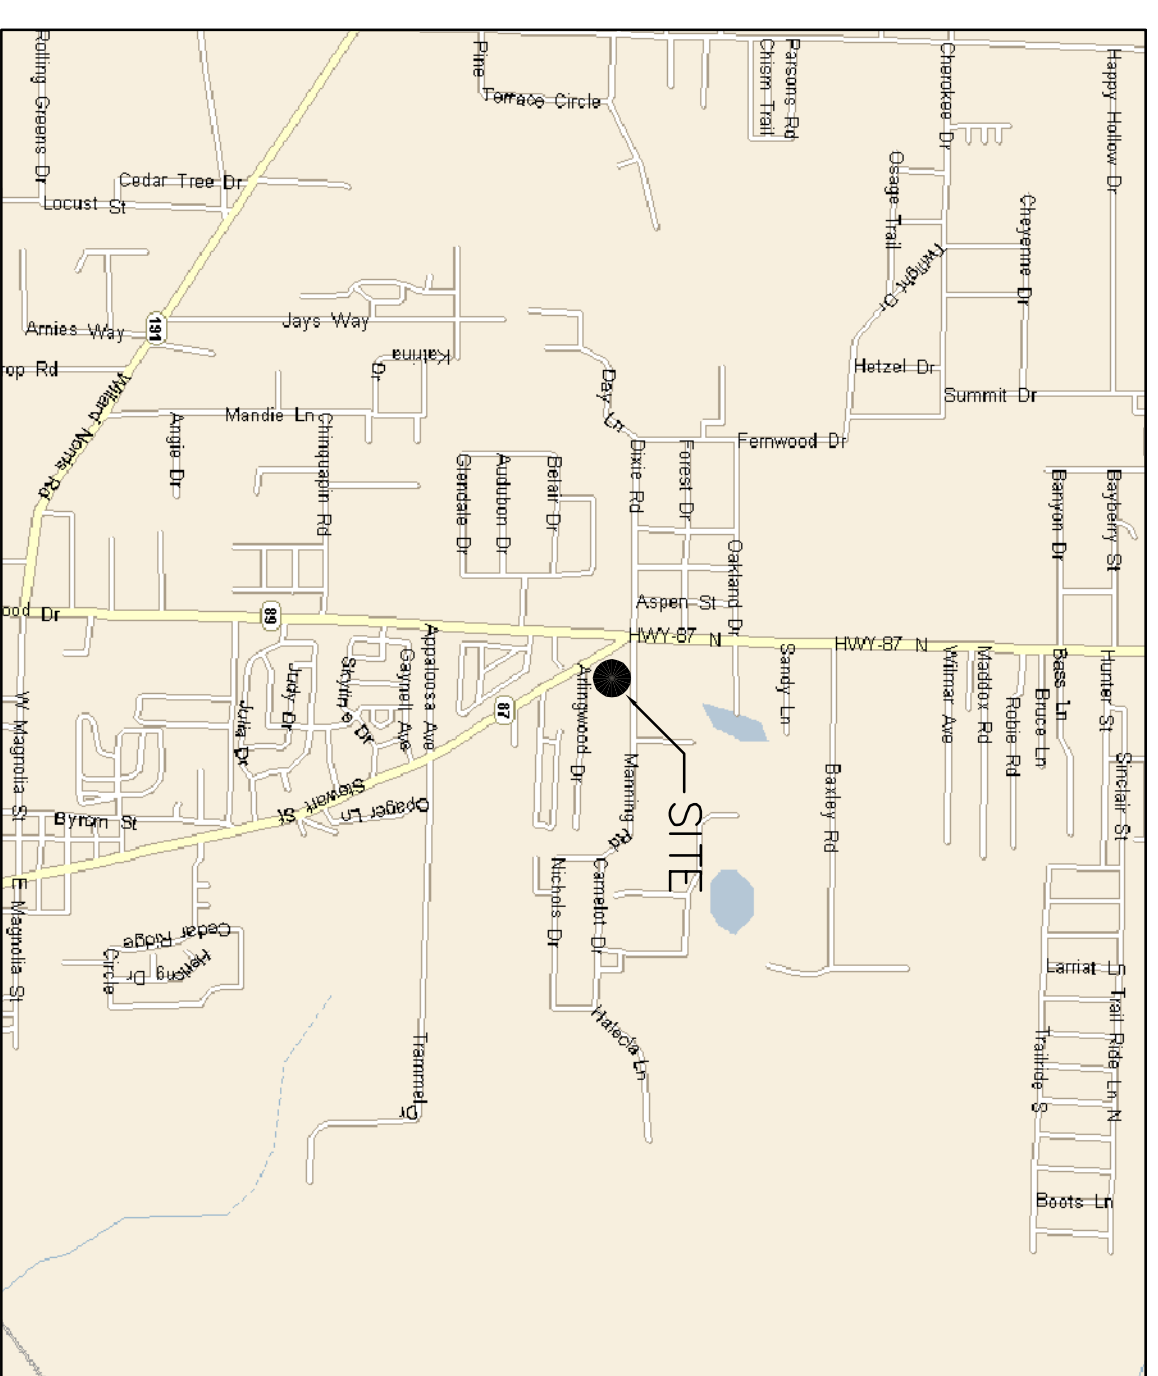 Rolling Greens Dr
Pine
Terrace Circle
Chism Trail
Parsons Rd
Cherokee Dr
Happy Hollow Dr
Cedar Tree Dr
Locust St
Osage Trail
Cheyenne Dr
Twilight Dr
Arnies Way
191
Jays Way
Katrina
Dr
rop Rd
Hetzel Dr
Summit Dr
Willard Norris Rd
Mandie Ln
Day Ln
Angie Dr
Chinquapin Rd
Fernwood Dr
Glendale Dr
Audubon Dr
Belair Dr
Dixie Rd
Forest Dr
Banyon Dr
Bayberry St
Oakland Dr
Aspen St
ood Dr
89
HWY-87 N
HWY-87 N
Appaloosa Ave
Gaynell Ave
Skyline Dr
Judy Dr
Julia Dr
Arlingwood Dr
Sandy Ln
Wilmar Ave
Maddox Rd
Robie Rd
Bruce Ln
Bass Ln
Hunter St
87
W Magnolia St
Manning Rd
Baxley Rd
Sinclair St
Stewart St
Opager Ln
Byrom St
SITE
Nichols Dr
Camelot Dr
E Magnolia St
Cedar Ridge
Circle
Herlong Dr
Larriat Ln
Halecia Ln
Trammel Dr
Trailride S
Trail Ride Ln N
Boots Ln